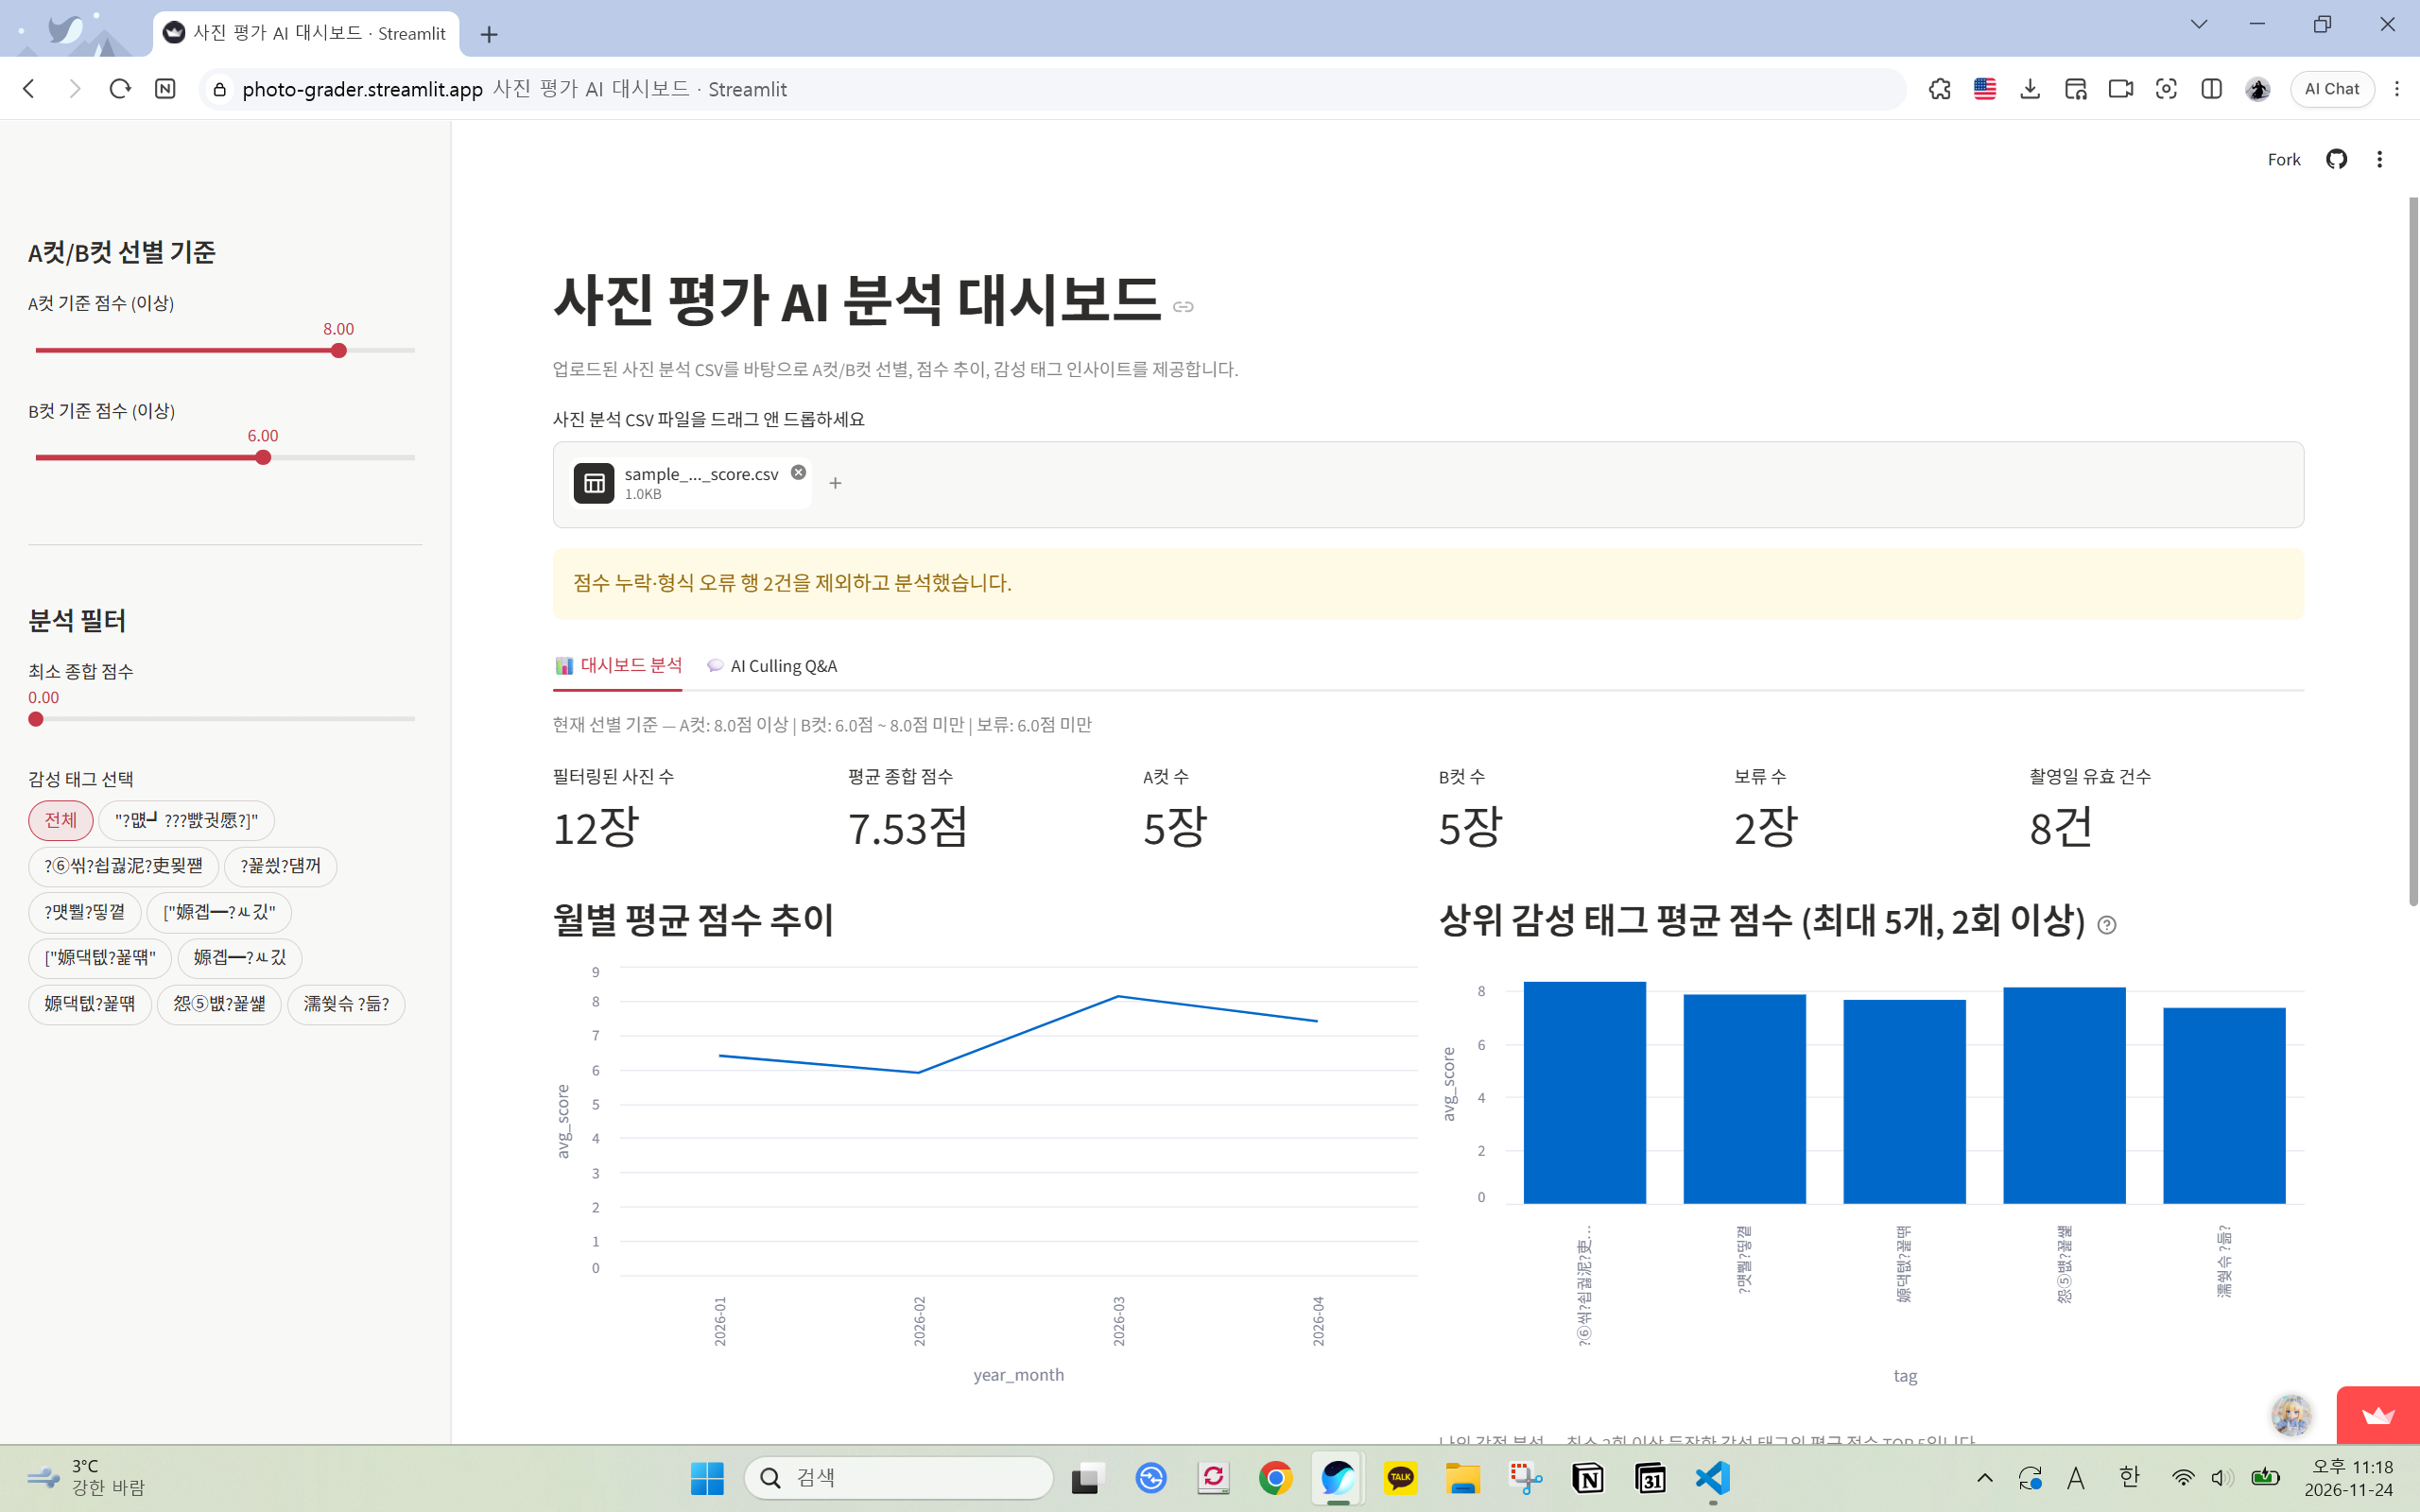 사진 평가 AI 대시보드 · Streamlit
photo-grader.streamlit.app 사진 평가 AI 대시보드 · Streamlit
AI Chat
Fork
A컷/B컷 선별 기준
A컷 기준 점수 (이상)
8.00
B컷 기준 점수 (이상)
6.00
분석 필터
최소 종합 점수
0.00
감성 태그 선택
전체
사진 평가 AI 분석 대시보드
업로드된 사진 분석 CSV를 바탕으로 A컷/B컷 선별, 점수 추이, 감성 태그 인사이트를 제공합니다.
사진 분석 CSV 파일을 드래그 앤 드롭하세요
sample_..._score.csv
1.0KB
점수 누락·형식 오류 행 2건을 제외하고 분석했습니다.
대시보드 분석
AI Culling Q&A
현재 선별 기준 — A컷: 8.0점 이상 | B컷: 6.0점 ~ 8.0점 미만 | 보류: 6.0점 미만
필터링된 사진 수
12장
평균 종합 점수
7.53점
A컷 수
5장
B컷 수
5장
보류 수
2장
촬영일 유효 건수
8건
월별 평균 점수 추이
9
8
7
6
5
4
3
2
1
0
avg_score
2026-01
2026-02
2026-03
2026-04
year_month
상위 감성 태그 평균 점수 (최대 5개, 2회 이상)
8
6
4
2
0
avg_score
tag
3°C
강한 바람
검색
TALK
31
A
한
오후 11:18
2026-11-24